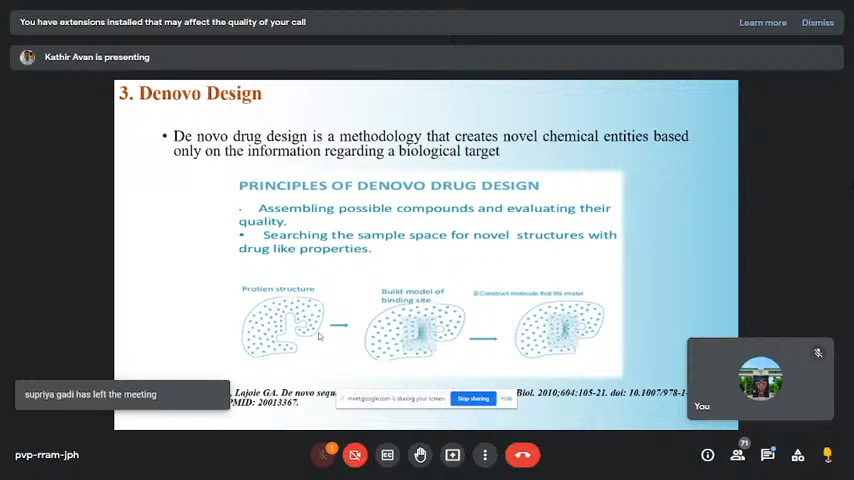 You have extensions installed that may affect the quality of your call
Learn more
Dismiss
Kathir Avan is presenting
3. Denovo Design
• De novo drug design is a methodology that creates novel chemical entities based
only on the information regarding a biological target
PRINCIPLES OF DENOVO DRUG DESIGN
- Assembling possible compounds and evaluating their
quality.
• Searching the sample space for novel structures with
drug like properties.
Protien structure
Build model of
binding site
Construct molecule that fits model
supriya gadi has left the meeting
, Lajoie GA. De novo sequ
Biol. 2010;604:105-21. doi: 10.1007/978-1-
PMID: 20013367.
meet.google.com is sharing your screen.
Stop sharing
Hide
You
pvp-rram-jph
1
71